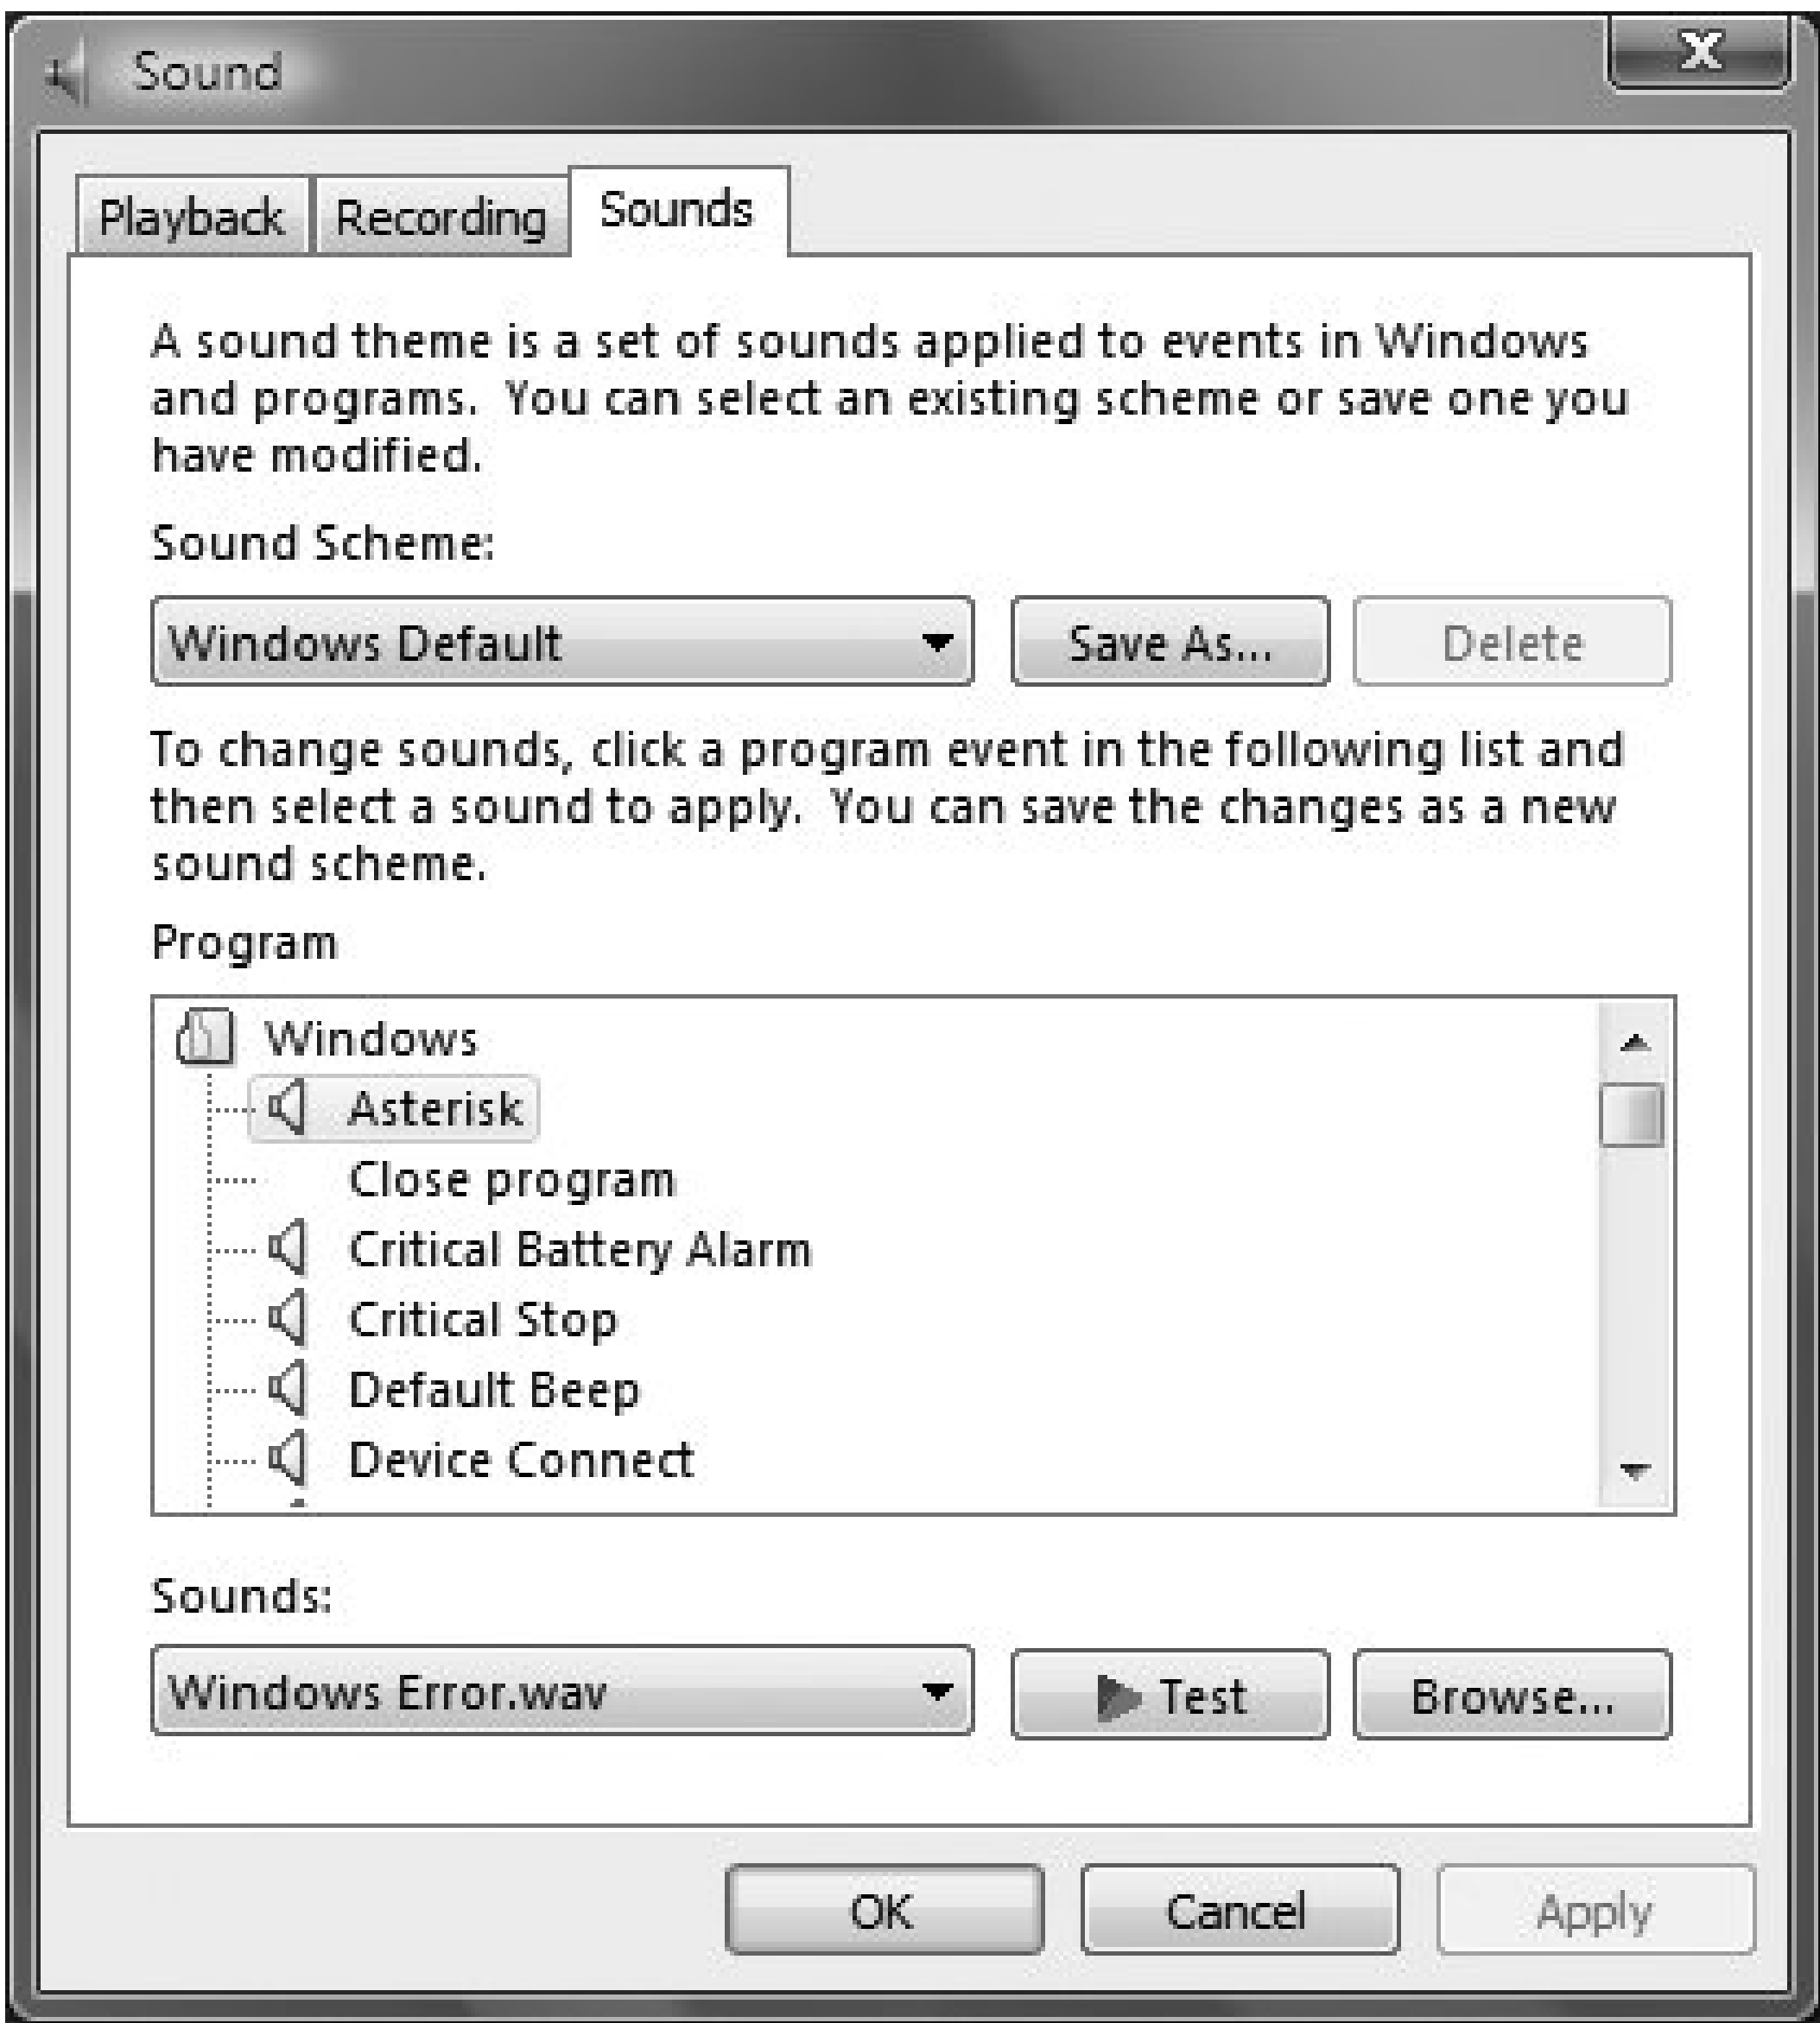 Sound
Playback
Recording
Sounds
A sound theme is a set of sounds applied to events in Windows
and programs.  You can select an existing scheme or save one you
have modified.
Sound Scheme:
Windows Default
Save As...
Delete
To change sounds, click a program event in the following list and
then select a sound to apply.  You can save the changes as a new
sound scheme.
Program
Windows
Asterisk
Close program
Critical Battery Alarm
Critical Stop
Default Beep
Device Connect
Sounds:
Windows Error.wav
Test
Browse...
OK
Cancel
Apply